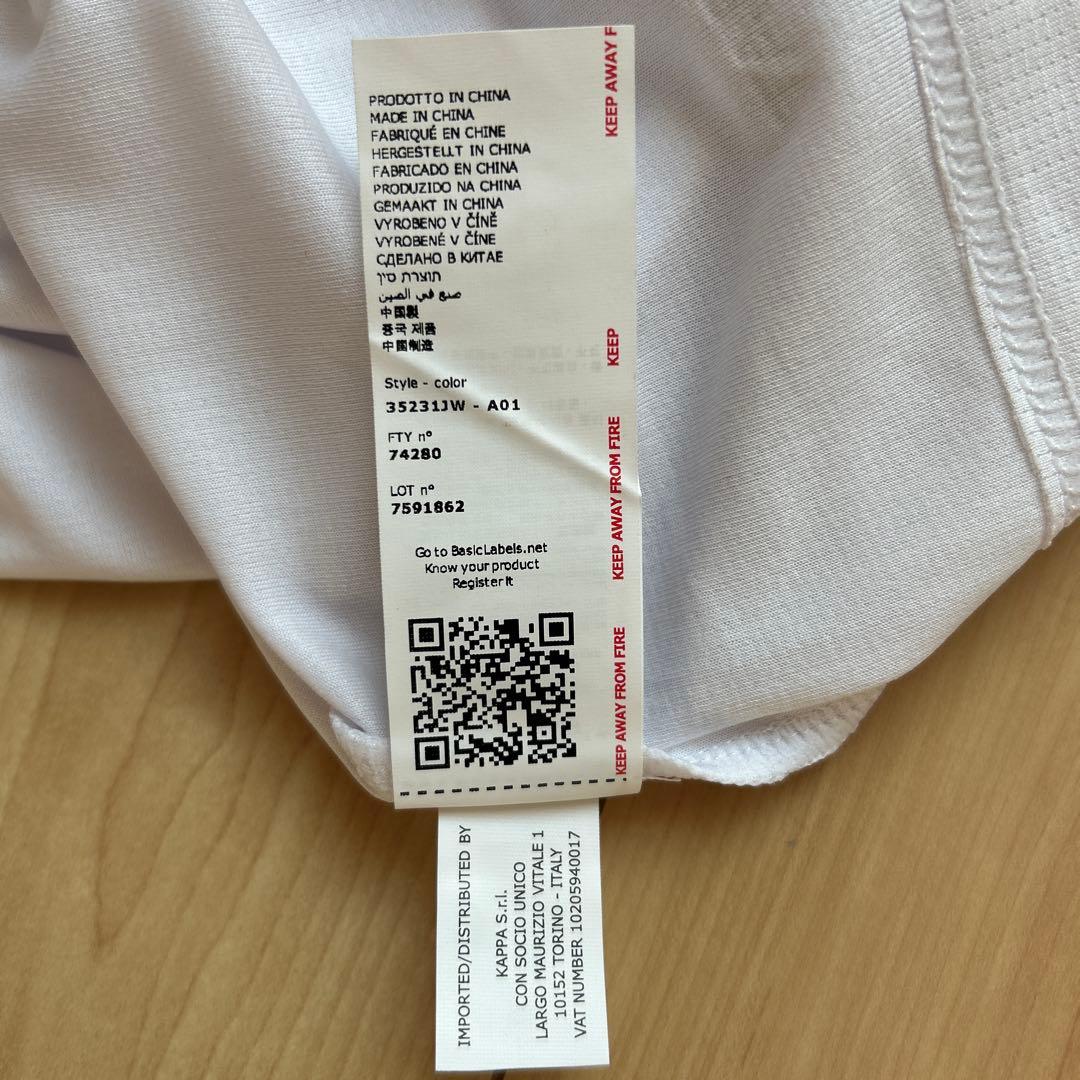 PRODOTTO IN CHINA
MADE IN CHINA
FABRIQUÉ EN CHINE
HERGESTELLT IN CHINA
FABRICADO EN CHINA
PRODUZIDO NA CHINA
GEMAAKT IN CHINA
VYROBENO V ČÍNĚ
VYROBENÉ V ČÍNE
СДЕЛАНО В КИТАЕ
תוצרת סין
صنع في الصين
中国製
중국 제품
中国制造
Style - color
35231JW - A01
FTY n°
74280
LOT n°
7591862
Go to BasicLabels.net
Know your product
Register It
KEEP AWAY F
KEEP
KEEP AWAY FROM FIRE
KEEP AWAY FROM FIRE
IMPORTED/DISTRIBUTED BY
KAPPA S.r.l.
CON SOCIO UNICO
LARGO MAURIZIO VITALE 1
10152 TORINO - ITALY
VAT NUMBER 10205940017